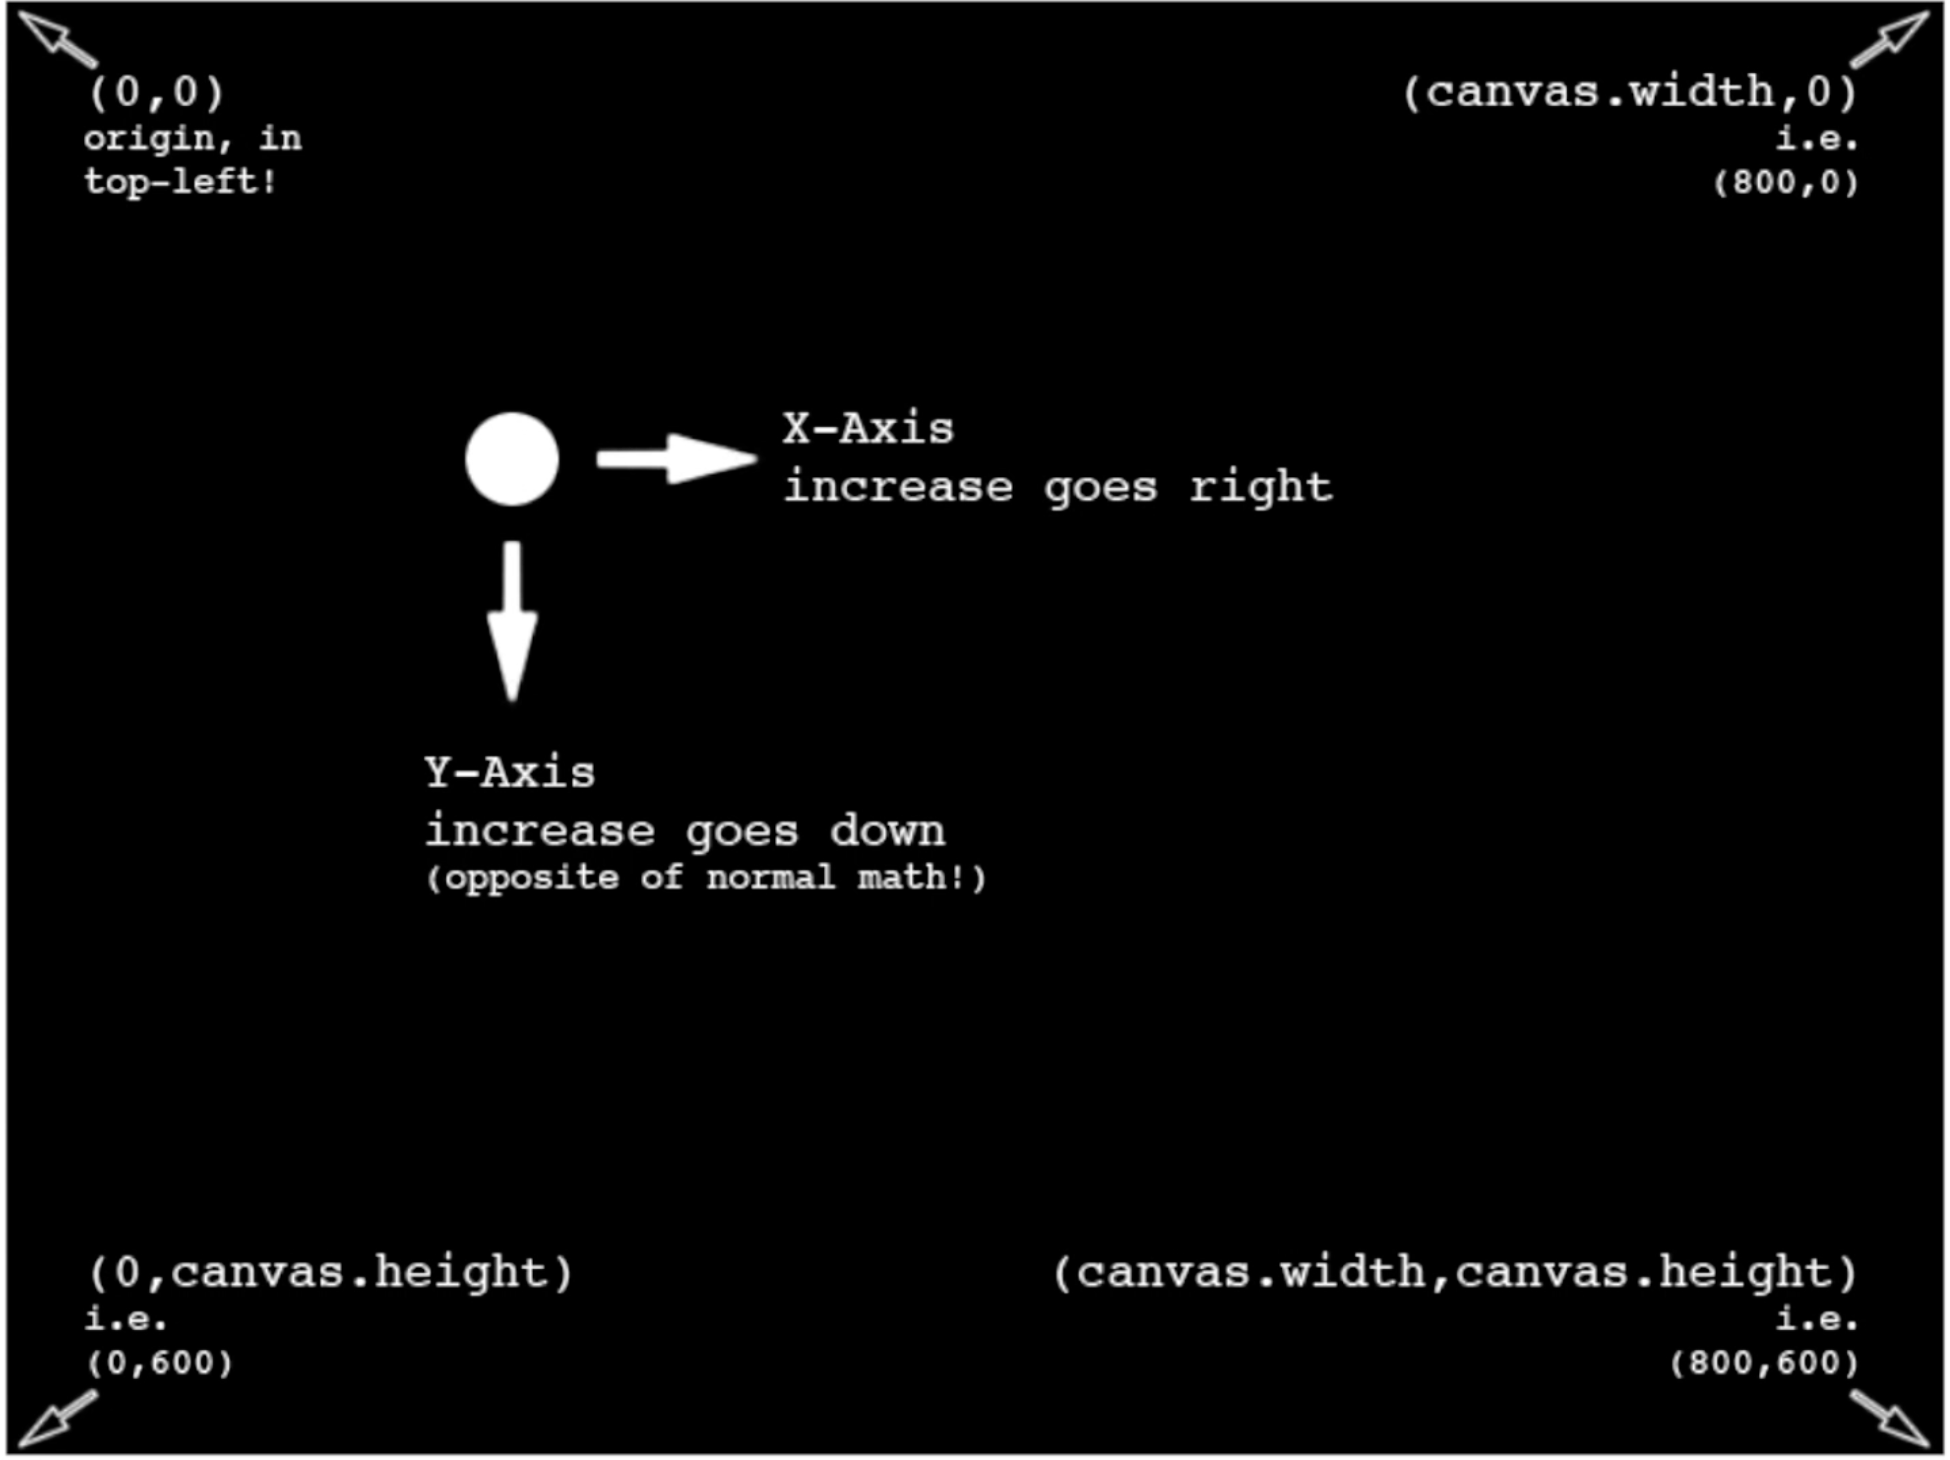 (0,0)
origin, in
top-left!
(canvas.width,0)
i.e.
(800,0)
X-Axis
increase goes right
Y-Axis
increase goes down
(opposite of normal math!)
(0,canvas.height)
i.e.
(0,600)
(canvas.width,canvas.height)
i.e.
(800,600)